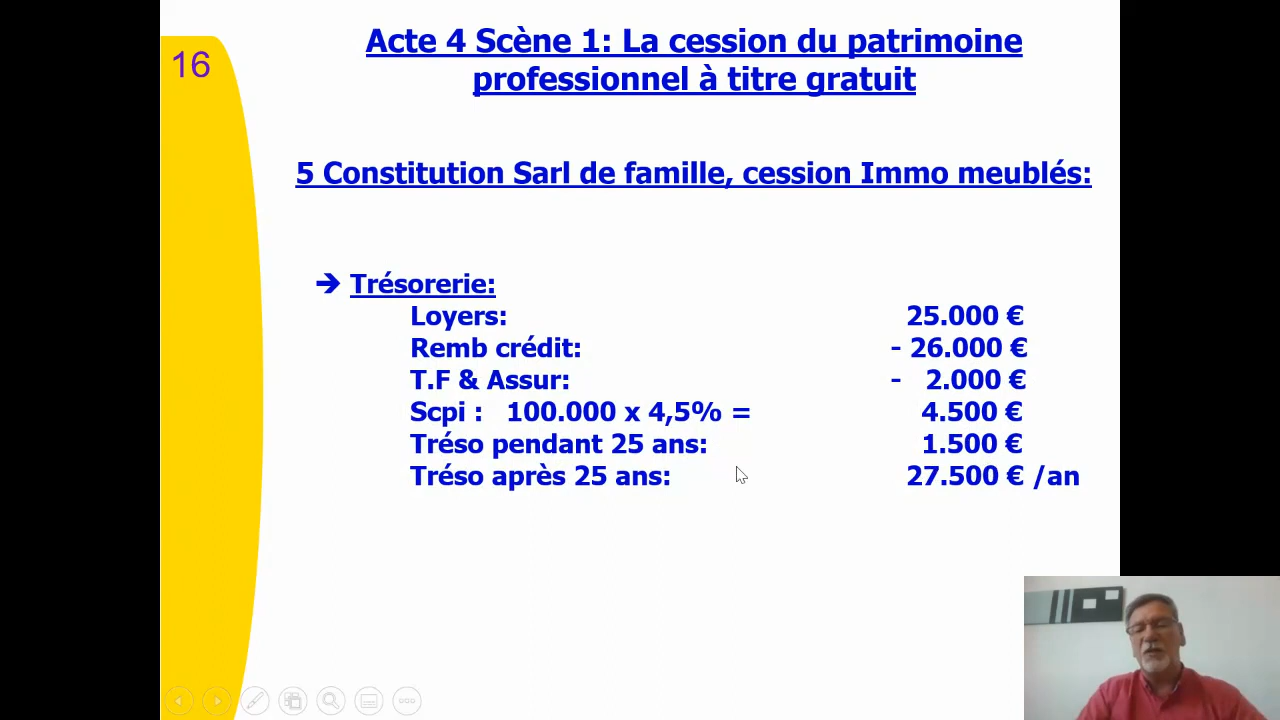 16
Acte 4 Scène 1: La cession du patrimoine
professionnel à titre gratuit
5 Constitution Sarl de famille, cession Immo meublés:
➔ Trésorerie:
Loyers: 25.000 €
Remb crédit: - 26.000 €
T.F & Assur: - 2.000 €
Scpi : 100.000 x 4,5% = 4.500 €
Tréso pendant 25 ans: 1.500 €
Tréso après 25 ans: 27.500 € /an